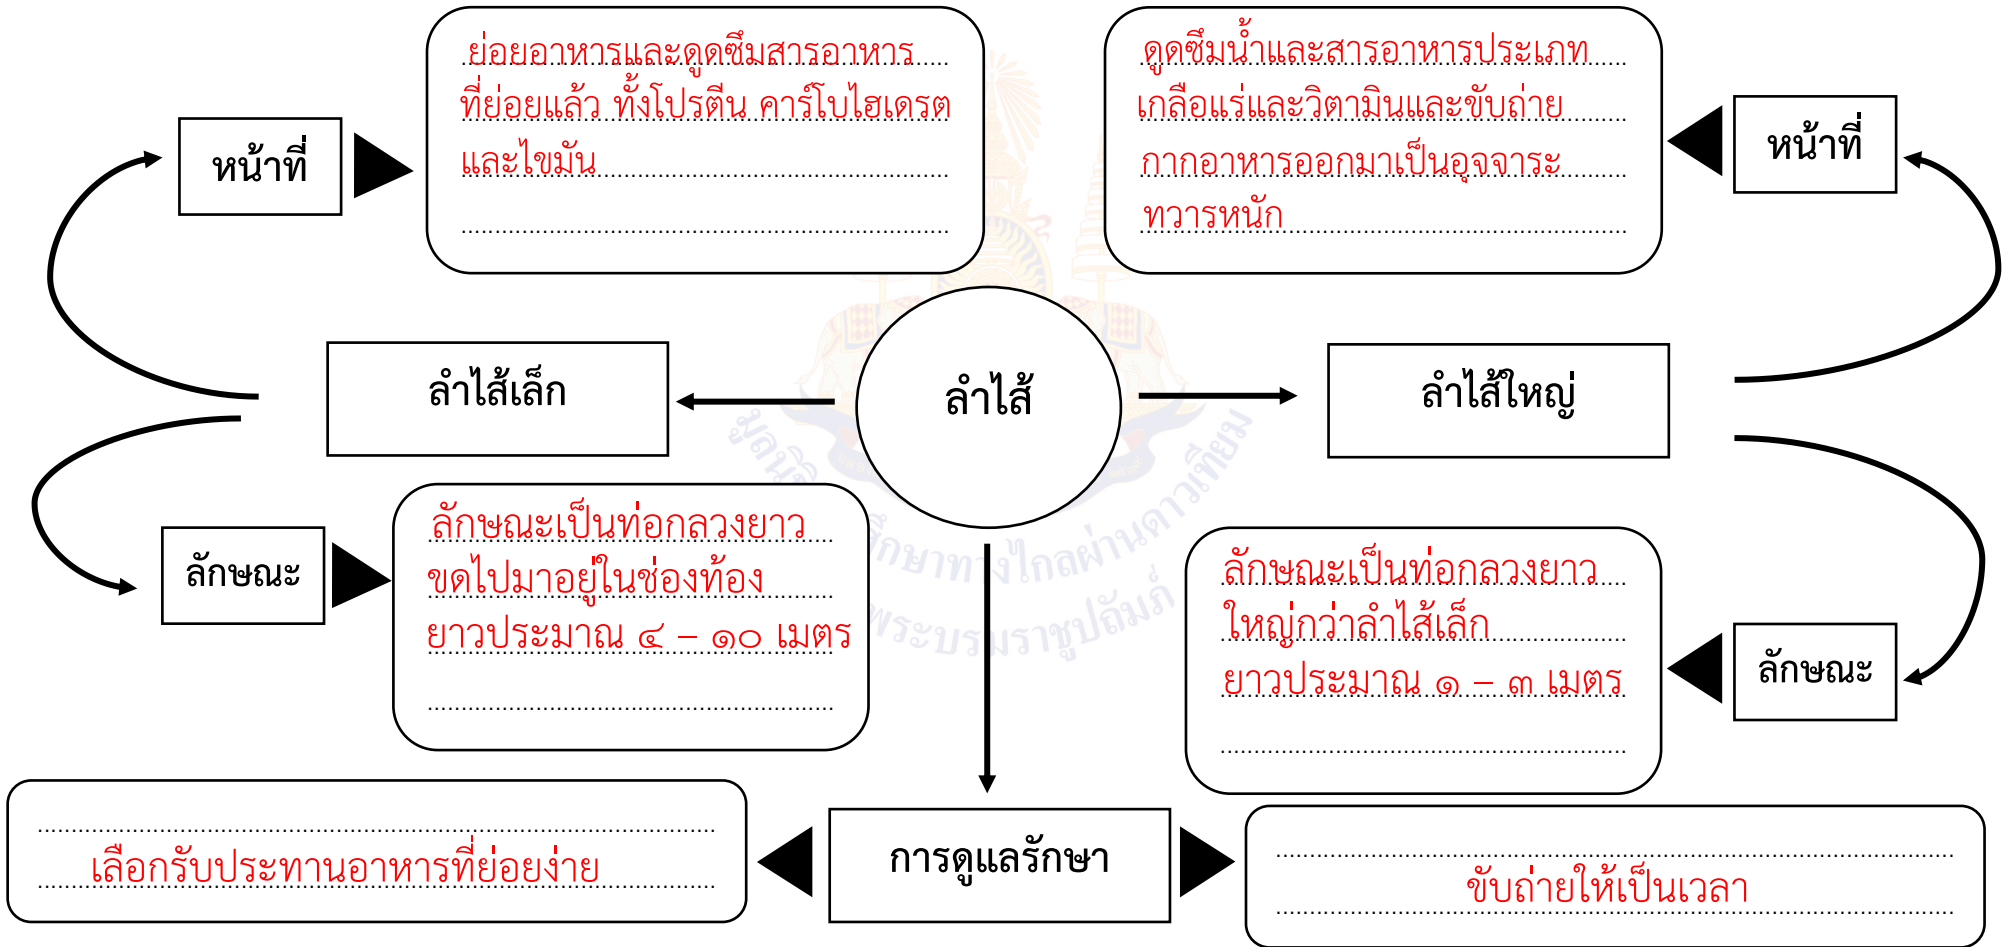 ย่อยอาหารและดูดซึมสารอาหาร
ที่ย่อยแล้ว ทั้งโปรตีน คาร์โบไฮเดรต
และไขมัน
หน้าที่
ดูดซึมน้ำและสารอาหารประเภท
เกลือแร่และวิตามินและขับถ่าย
กากอาหารออกมาเป็นอุจจาระ
ทวารหนัก
หน้าที่
ลำไส้เล็ก
ลำไส้
ลำไส้ใหญ่
ลักษณะ
ลักษณะเป็นท่อกลวงยาว
ขดไปมาอยู่ในช่องท้อง
ยาวประมาณ ๔ – ๑๐ เมตร
ลักษณะเป็นท่อกลวงยาว
ใหญ่กว่าลำไส้เล็ก
ยาวประมาณ ๑ – ๓ เมตร
ลักษณะ
เลือกรับประทานอาหารที่ย่อยง่าย
การดูแลรักษา
ขับถ่ายให้เป็นเวลา